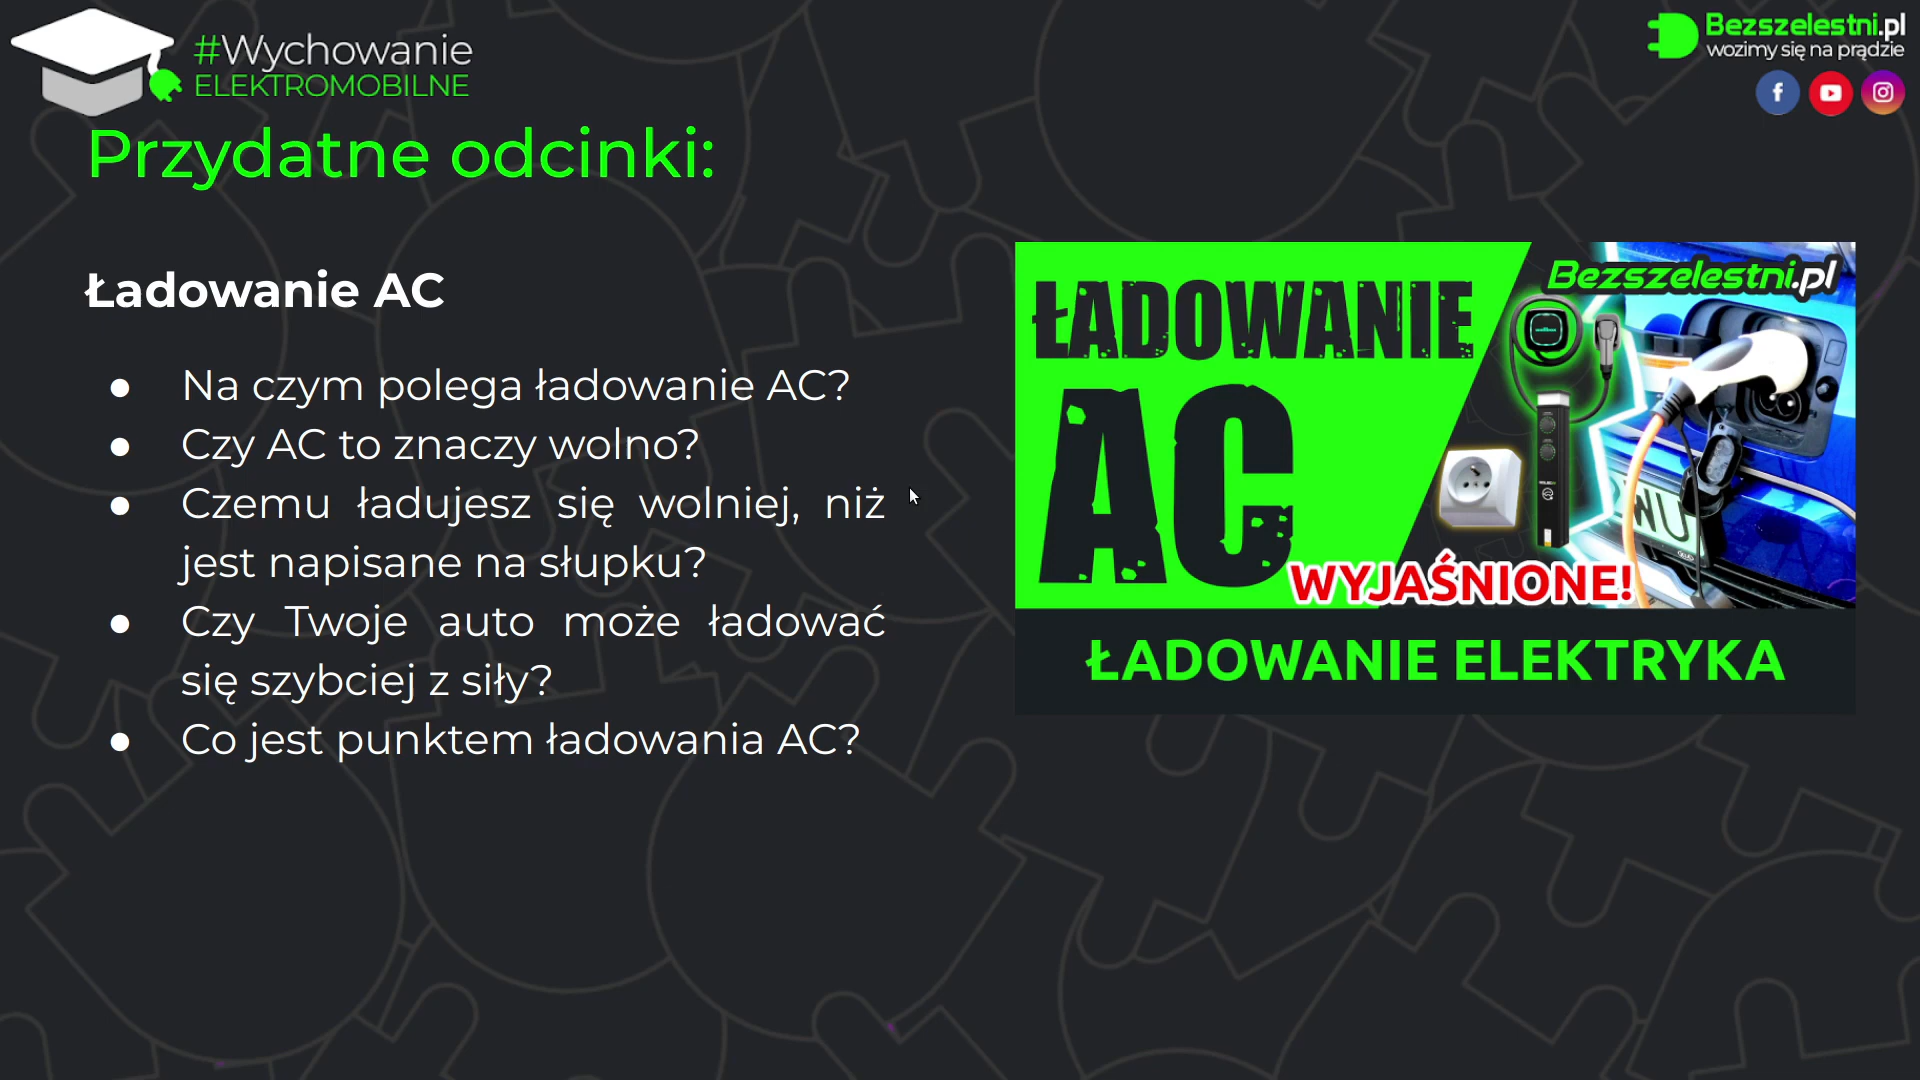 #Wychowanie
ELEKTROMOBILNE
Bezszelestni.pl
wozimy się na prądzie
Przydatne odcinki:
Ładowanie AC
● Na czym polega ładowanie AC?
● Czy AC to znaczy wolno?
● Czemu ładujesz się wolniej, niż
jest napisane na słupku?
● Czy Twoje auto może ładować
się szybciej z siły?
● Co jest punktem ładowania AC?
Bezszelestni.pl
ŁADOWANIE
AC
WYJAŚNIONE!
ŁADOWANIE ELEKTRYKA